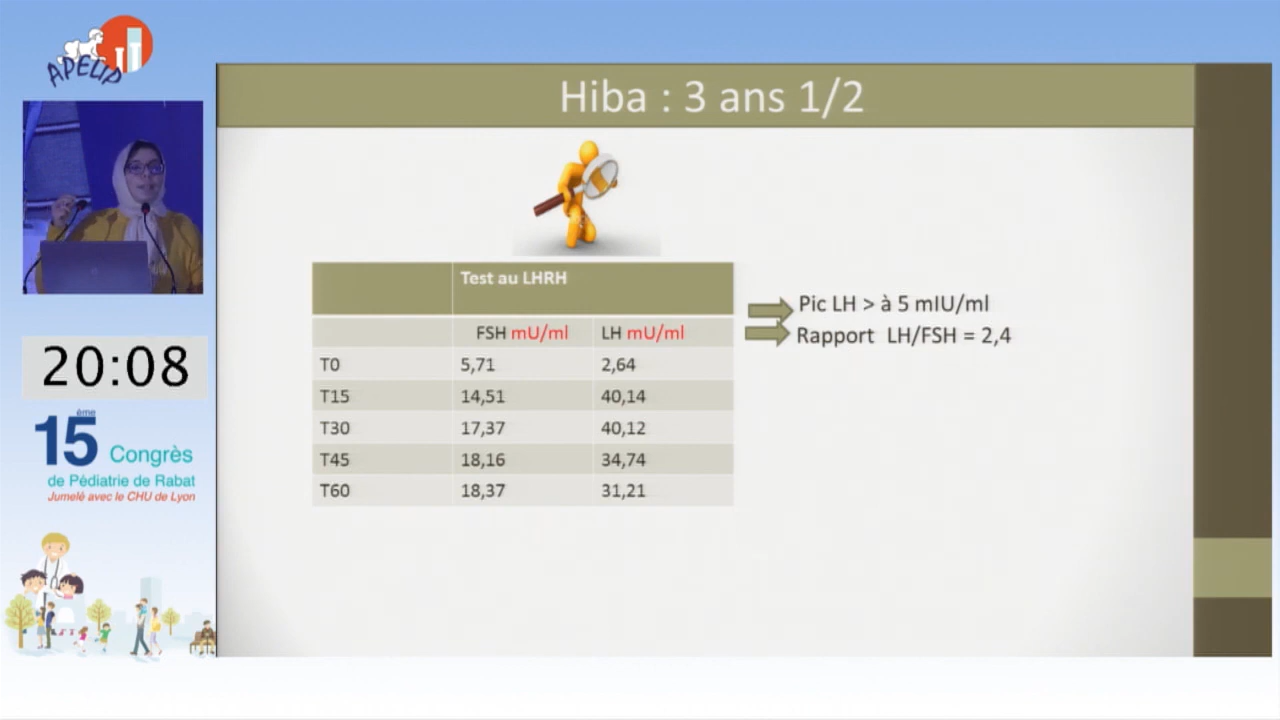 APEUP
20:08
15ème Congrès
de Pédiatrie de Rabat
Jumelé avec le CHU de Lyon
Hiba : 3 ans 1/2
Test au LHRH
FSH mU/ml LH mU/ml
T0 5,71 2,64
T15 14,51 40,14
T30 17,37 40,12
T45 18,16 34,74
T60 18,37 31,21
Pic LH > à 5 mIU/ml
Rapport LH/FSH = 2,4